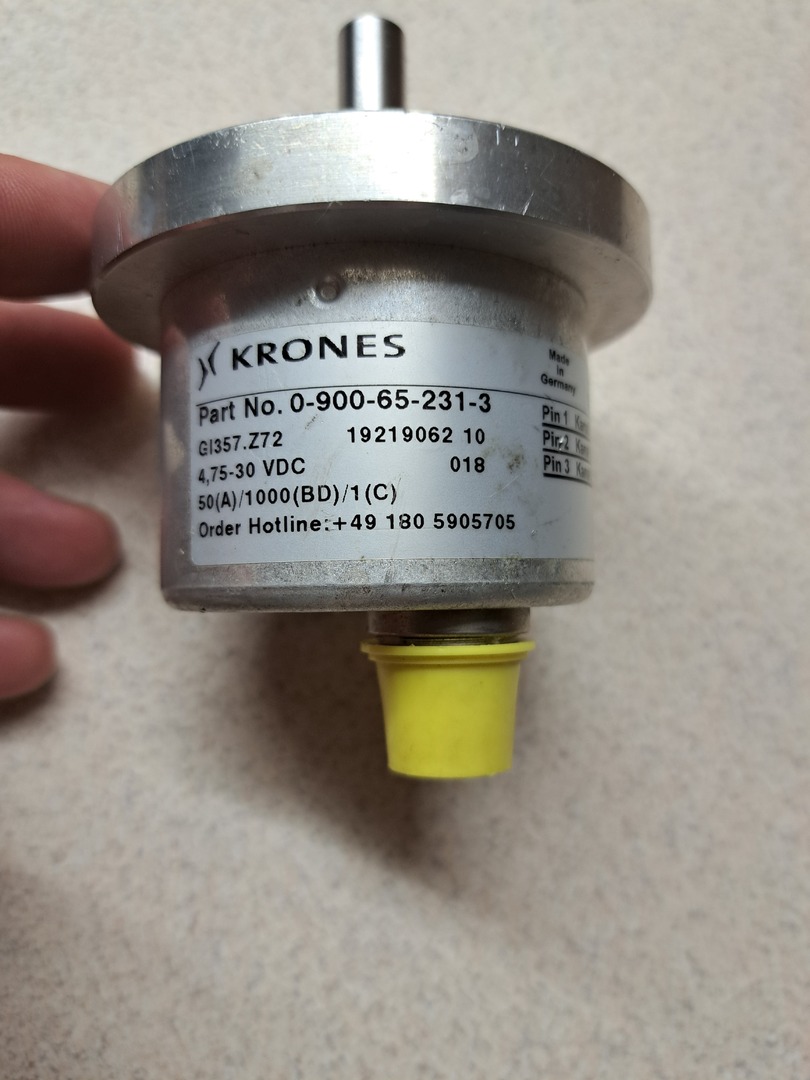 KRONES
Made
in
Germany
Part No. 0-900-65-231-3
GI357.Z72 19219062 10
4,75-30 VDC 018
50(A)/1000(BD)/1(C)
Order Hotline:+49 180 5905705
Pin 1
Pin 2
Pin 3